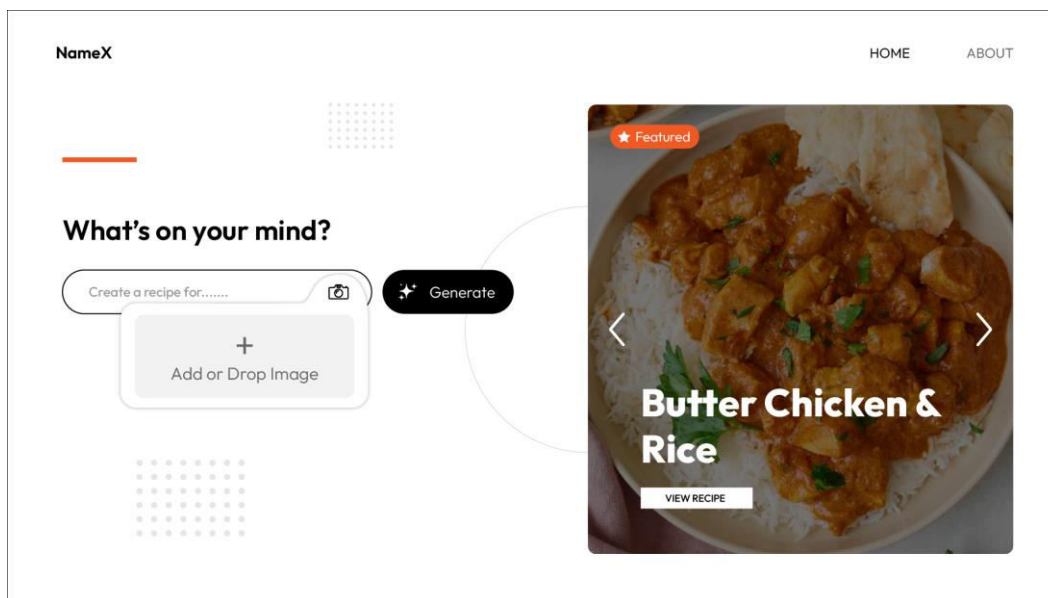 NameX
HOME
ABOUT
Featured
What's on your mind?
Create a recipe for.......
Generate
+
Add or Drop Image
Butter Chicken &
Rice
VIEW RECIPE